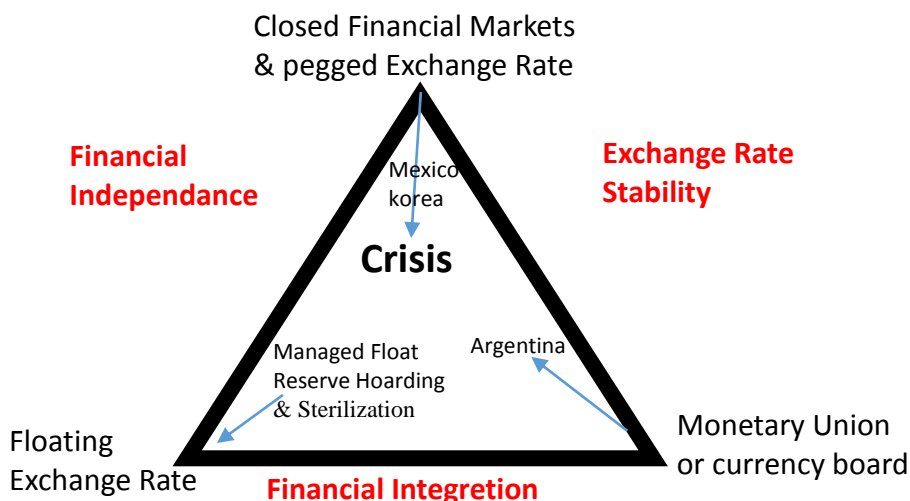 Closed Financial Markets
& pegged Exchange Rate
Financial
Independance
Exchange Rate
Stability
Mexico
korea
Crisis
Managed Float
Reserve Hoarding
& Sterilization
Argentina
Floating
Exchange Rate
Monetary Union
or currency board
Financial Integretion